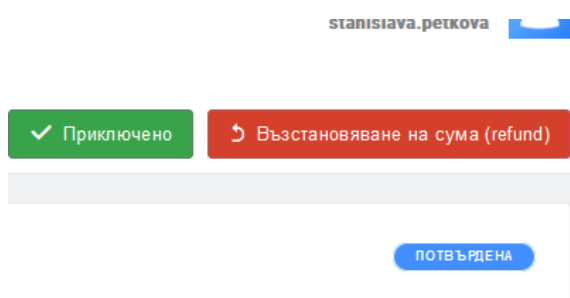 stanislava.petkova
Приключено
Възстановяване на сума (refund)
ПОТВЪРДЕНА